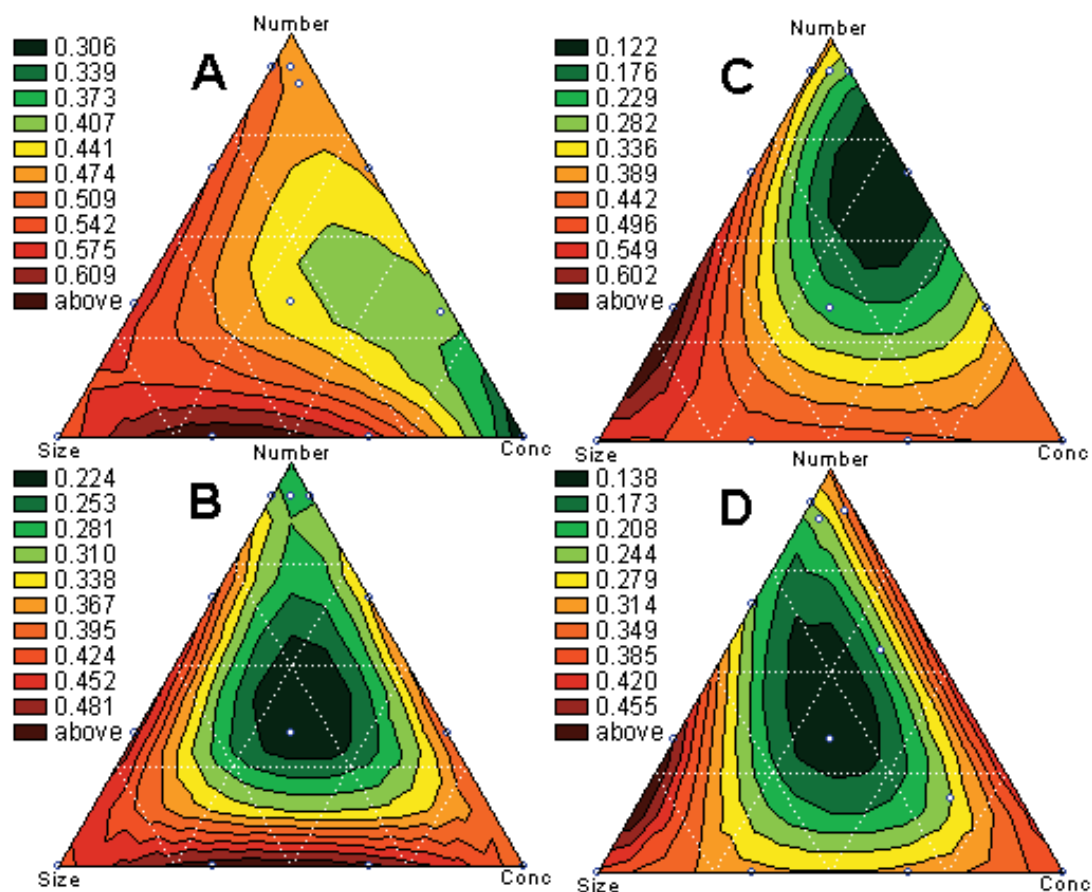 Number
A
0.306
0.339
0.373
0.407
0.441
0.474
0.509
0.542
0.575
0.609
above
Size
Conc
Number
C
0.122
0.176
0.229
0.282
0.336
0.389
0.442
0.496
0.549
0.602
above
Size
Conc
Number
B
0.224
0.253
0.281
0.310
0.338
0.367
0.395
0.424
0.452
0.481
above
Size
Conc
Number
D
0.138
0.173
0.208
0.244
0.279
0.314
0.349
0.385
0.420
0.455
above
Size
Conc